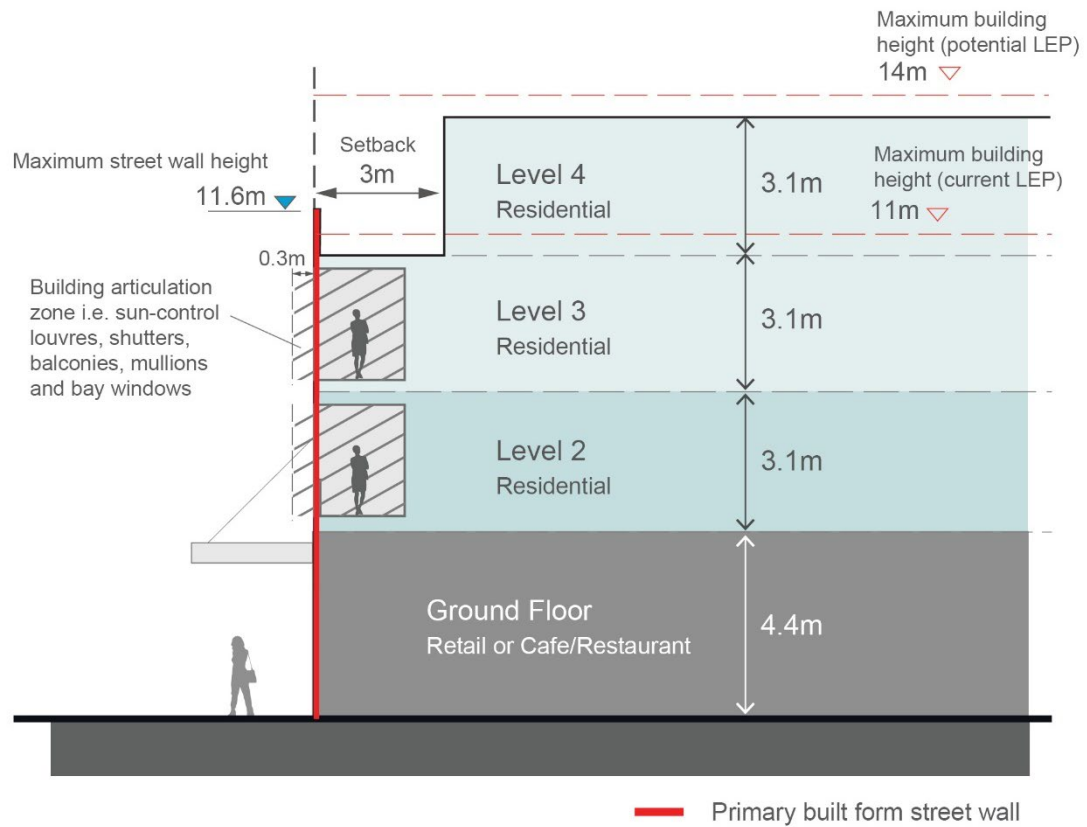 Maximum building
height (potential LEP)
14m
Setback
3m
Maximum street wall height
11.6m
Level 4
Residential
3.1m
Maximum building
height (current LEP)
11m
0.3m
Building articulation
zone i.e. sun-control
louvres, shutters,
balconies, mullions
and bay windows
Level 3
Residential
3.1m
Level 2
Residential
3.1m
Ground Floor
Retail or Cafe/Restaurant
4.4m
Primary built form street wall